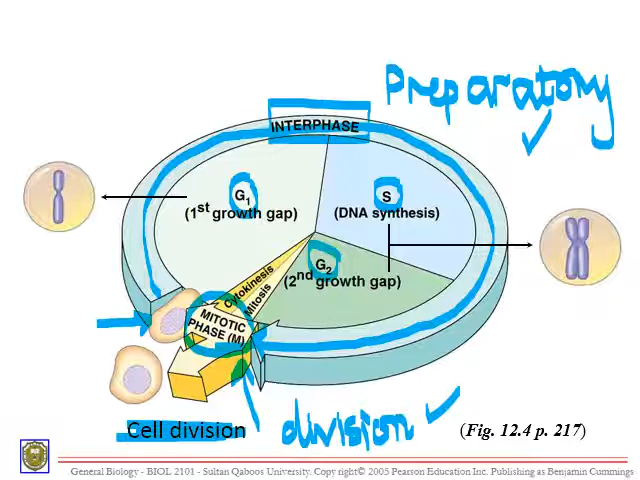 Preparatory
INTERPHASE
G1
(1st growth gap)
S
(DNA synthesis)
G2
(2nd growth gap)
Cytokinesis
Mitosis
MITOTIC
PHASE (M)
Cell division
division
(Fig. 12.4 p. 217)
General Biology - BIOL 2101 - Sultan Qaboos University. Copy right© 2005 Pearson Education Inc. Publishing as Benjamin Cummings